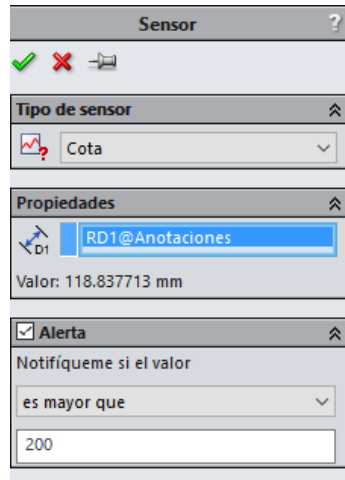 Sensor ?
Tipo de sensor
Cota
Propiedades
D1 RD1@Anotaciones
Valor: 118.837713 mm
Alerta
Notifíqueme si el valor
es mayor que
200